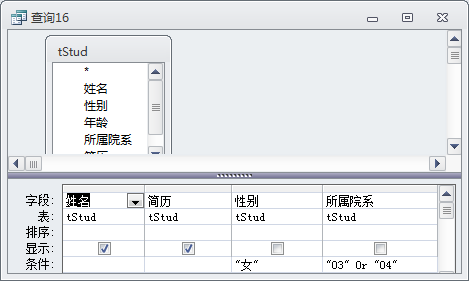 查询16
tStud
*
姓名
性别
年龄
所属院系
简历
字段: 姓名 简历 性别 所属院系
表: tStud tStud tStud tStud
排序:
显示:
条件: "女" "03" Or "04"